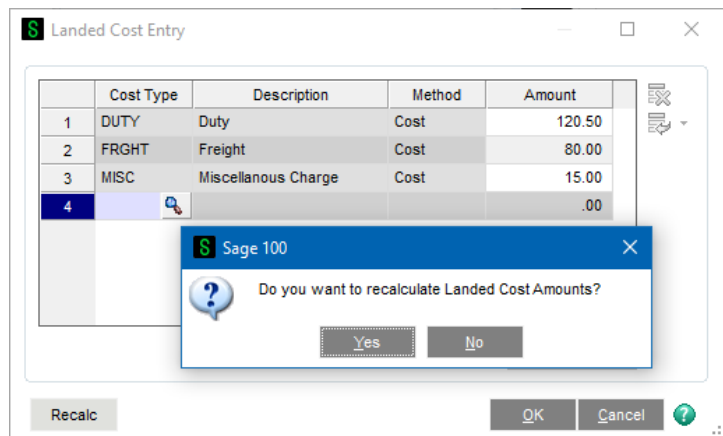 S Landed Cost Entry
Cost Type Description Method Amount
1 DUTY Duty Cost 120.50
2 FRGHT Freight Cost 80.00
3 MISC Miscellanous Charge Cost 15.00
4 .00
S Sage 100
? Do you want to recalculate Landed Cost Amounts?
Yes No
Recalc OK Cancel ?